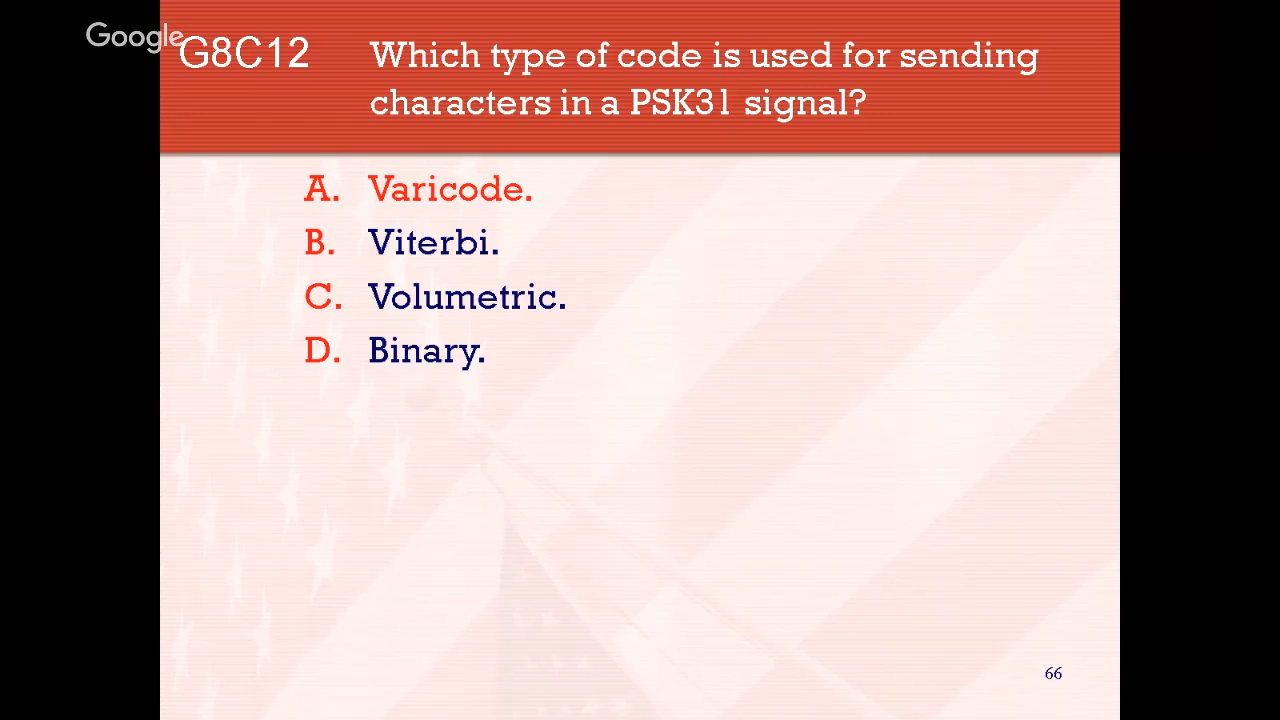 Google
G8C12 Which type of code is used for sending
characters in a PSK31 signal?
A. Varicode.
B. Viterbi.
C. Volumetric.
D. Binary.
66